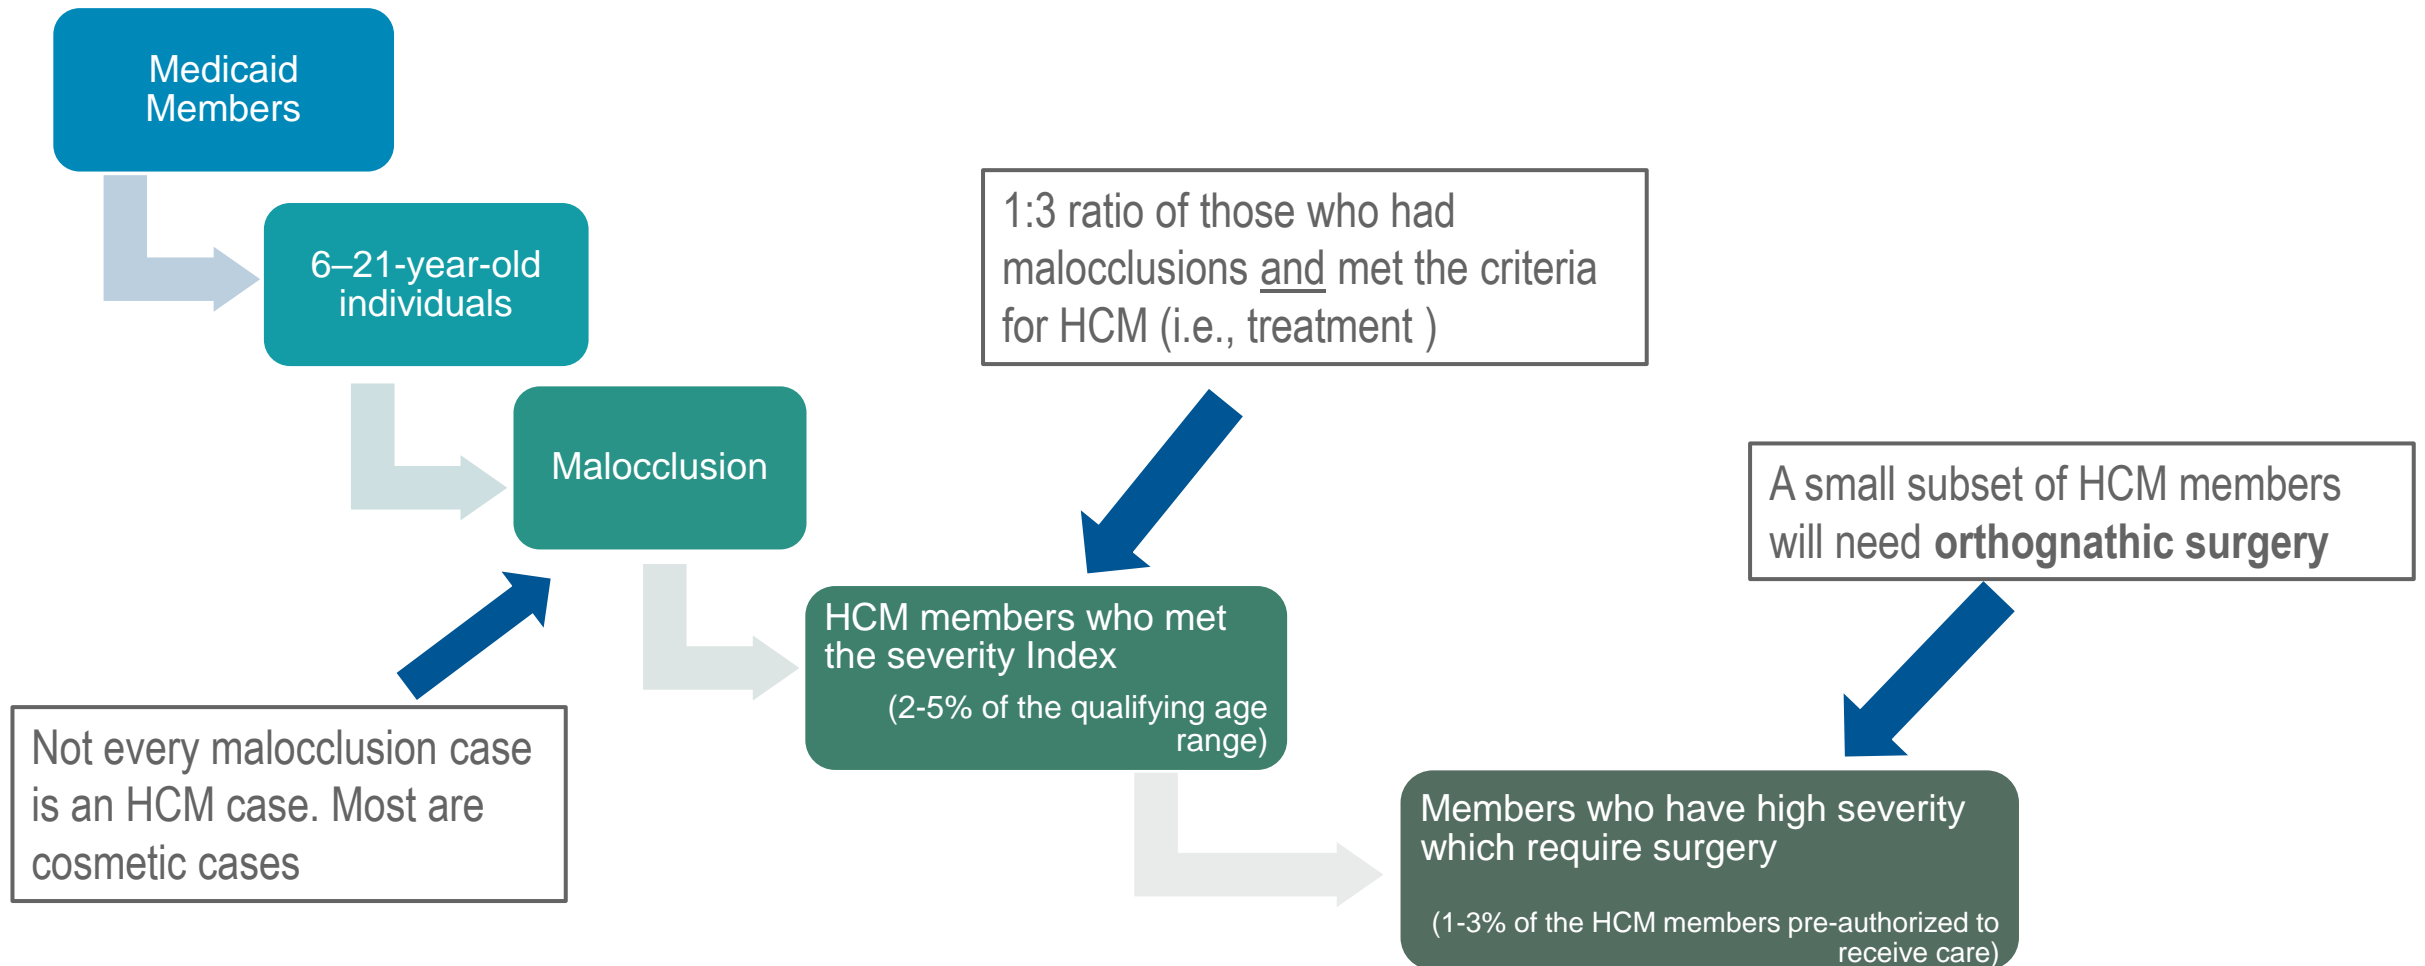 Medicaid
Members
6–21-year-old
individuals
Malocclusion
1:3 ratio of those who had
malocclusions and met the criteria
for HCM (i.e., treatment )
A small subset of HCM members
will need orthognathic surgery
HCM members who met
the severity Index
(2-5% of the qualifying age
range)
Not every malocclusion case
is an HCM case. Most are
cosmetic cases
Members who have high severity
which require surgery
(1-3% of the HCM members pre-authorized to
receive care)